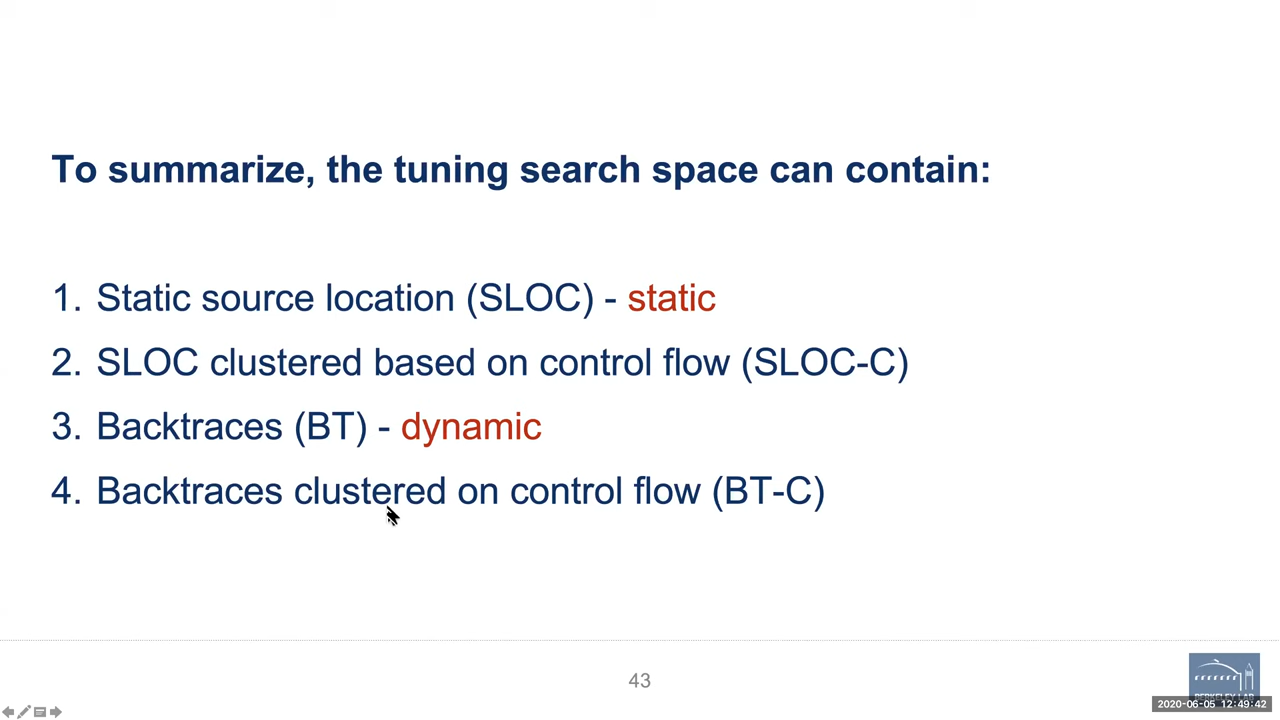 To summarize, the tuning search space can contain:
1. Static source location (SLOC) - static
2. SLOC clustered based on control flow (SLOC-C)
3. Backtraces (BT) - dynamic
4. Backtraces clustered on control flow (BT-C)
43
BERKELEY LAB
2020-06-05 12:49:42